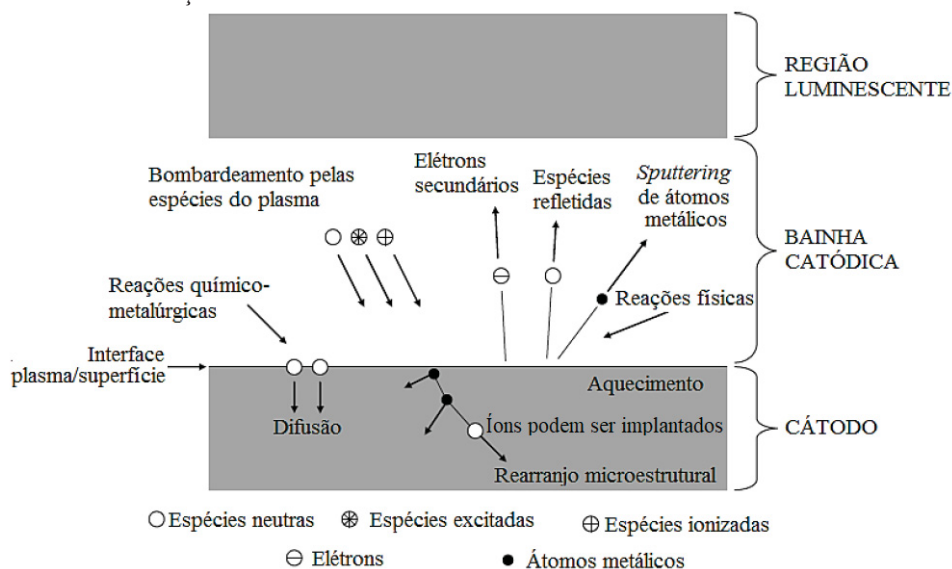 REGIÃO
LUMINESCENTE
Bombardeamento pelas
espécies do plasma
Elétrons
secundários
Espécies
refletidas
Sputtering
de átomos
metálicos
BAINHA
CATÓDICA
Reações químico-
metalúrgicas
Reações físicas
Interface
plasma/superfície
Aquecimento
Difusão
Íons podem ser implantados
CÁTODO
Rearranjo microestrutural
Espécies neutras
Espécies excitadas
Espécies ionizadas
Elétrons
Átomos metálicos